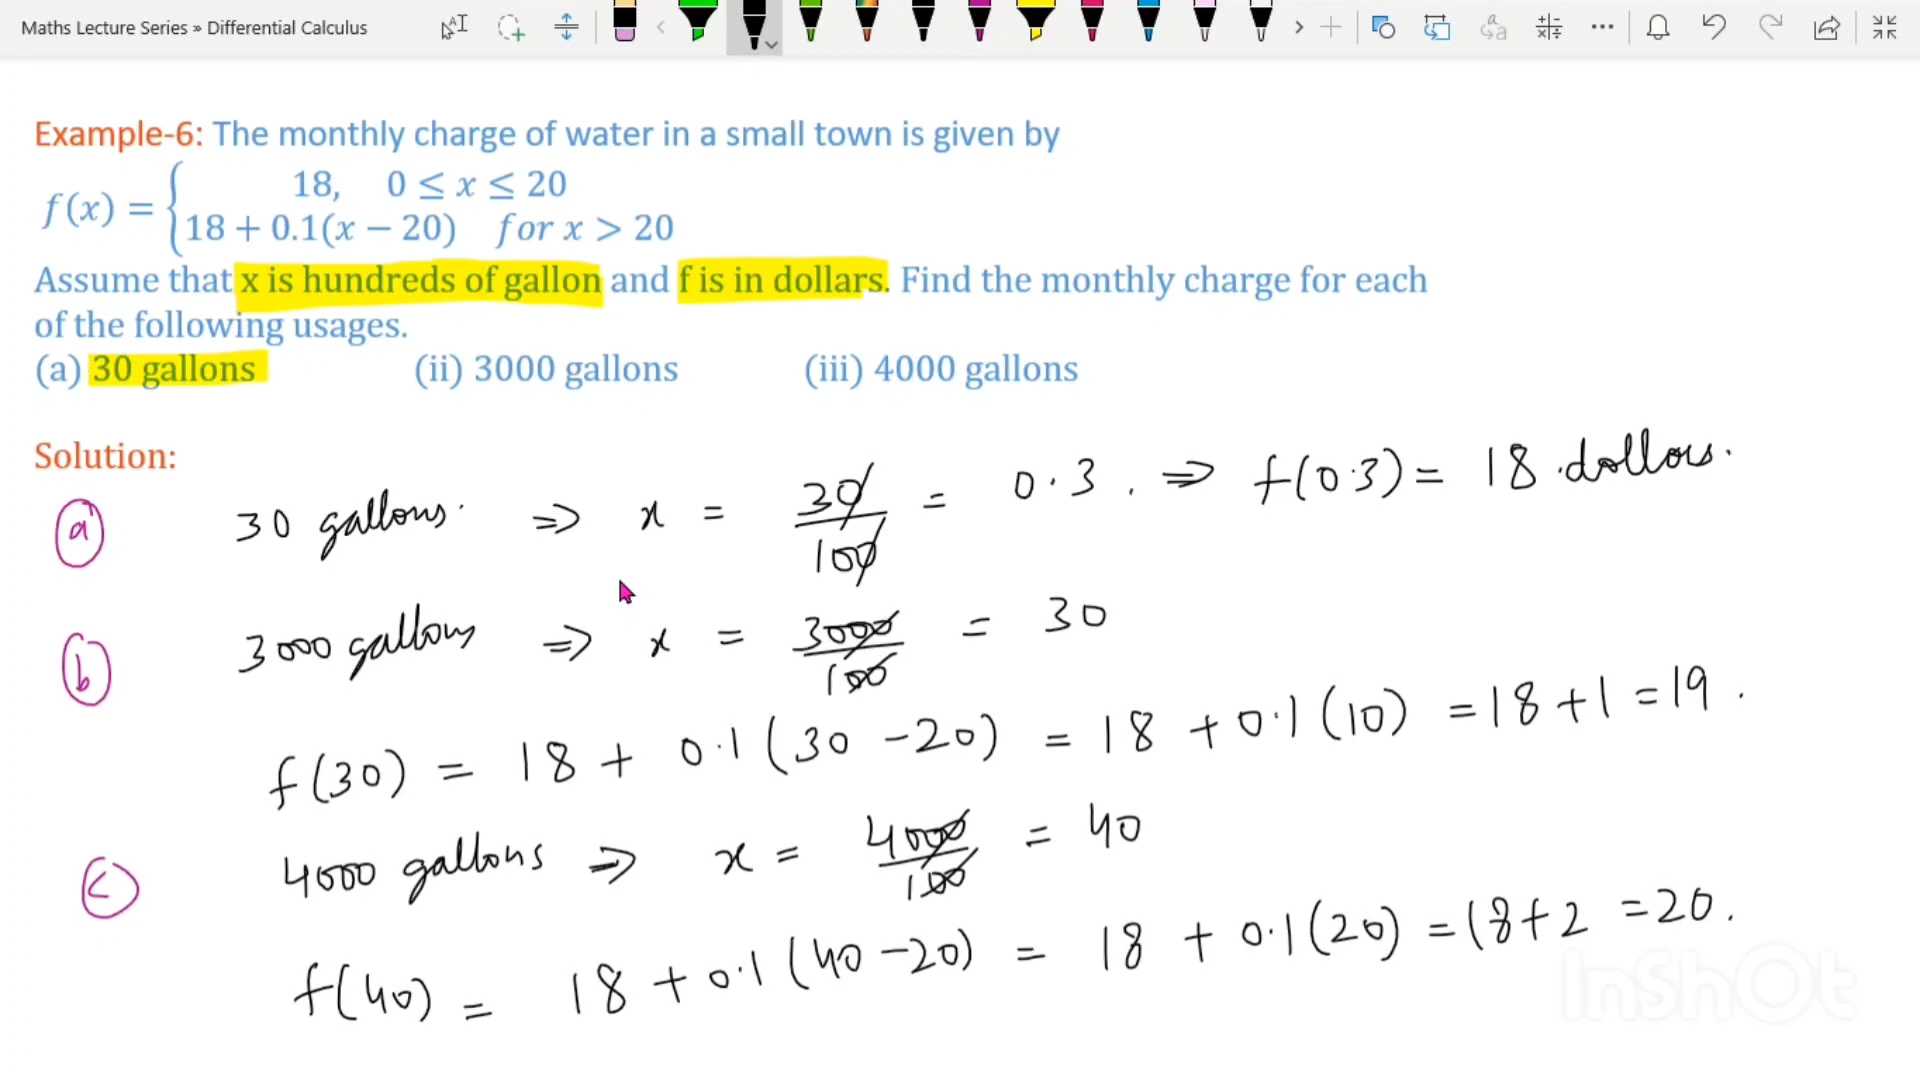 Maths Lecture Series » Differential Calculus
Example-6: The monthly charge of water in a small town is given by
f(x) = { 18, 0 ≤ x ≤ 20
18 + 0.1(x − 20) for x > 20
Assume that x is hundreds of gallon and f is in dollars. Find the monthly charge for each
of the following usages.
(a) 30 gallons (ii) 3000 gallons (iii) 4000 gallons
Solution:
(a) 30 gallons. ⇒ x = 30/100 = 0.3. ⇒ f(0.3) = 18 dollars.
(b) 3000 gallons ⇒ x = 3000/100 = 30
f(30) = 18 + 0.1(30 − 20) = 18 + 0.1(10) = 18 + 1 = 19.
(c) 4000 gallons ⇒ x = 4000/100 = 40
f(40) = 18 + 0.1(40 − 20) = 18 + 0.1(20) = 18 + 2 = 20.
InShOt